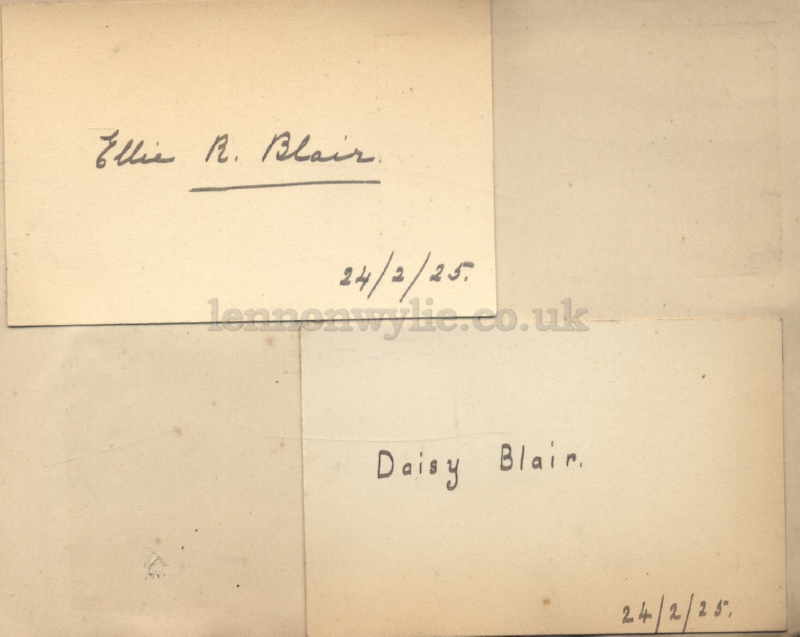 Ellie R. Blair.
24/2/25.
lennonwylie.co.uk
Daisy Blair.
24/2/25.